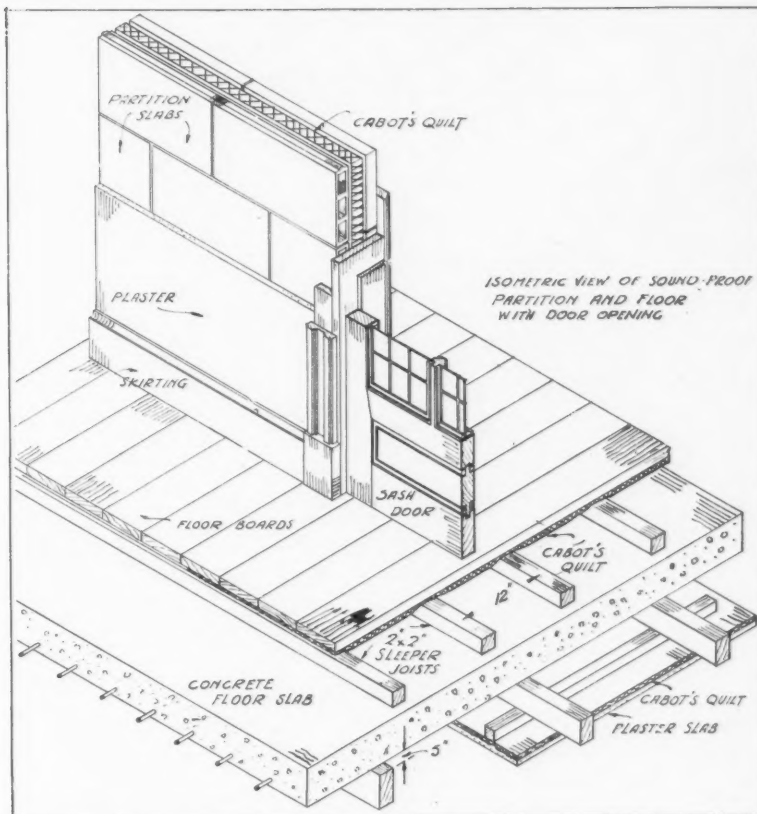 PARTITION
SLABS
CABOT'S QUILT
ISOMETRIC VIEW OF SOUND-PROOF
PARTITION AND FLOOR
WITH DOOR OPENING
PLASTER
SKIRTING
SASH
DOOR
FLOOR BOARDS
CABOT'S
QUILT
12"
2"x2"
SLEEPER
JOISTS
CONCRETE
FLOOR SLAB
CABOT'S QUILT
PLASTER SLAB
5"